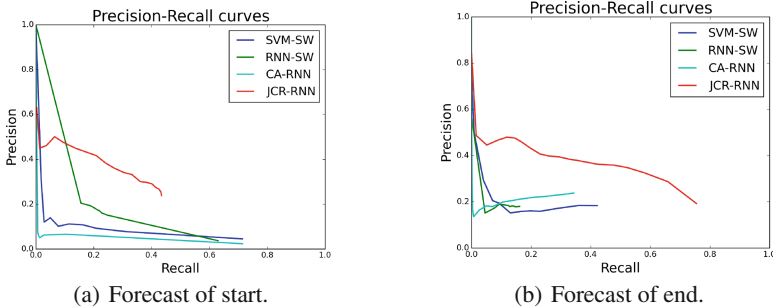 Precision-Recall curves
1.0
0.8
0.6
0.4
0.2
0.0
Precision
0.0 0.2 0.4 0.6 0.8 1.0
Recall
SVM-SW
RNN-SW
CA-RNN
JCR-RNN
(a) Forecast of start.
Precision-Recall curves
1.0
0.8
0.6
0.4
0.2
0.0
Precision
0.0 0.2 0.4 0.6 0.8 1.0
Recall
SVM-SW
RNN-SW
CA-RNN
JCR-RNN
(b) Forecast of end.